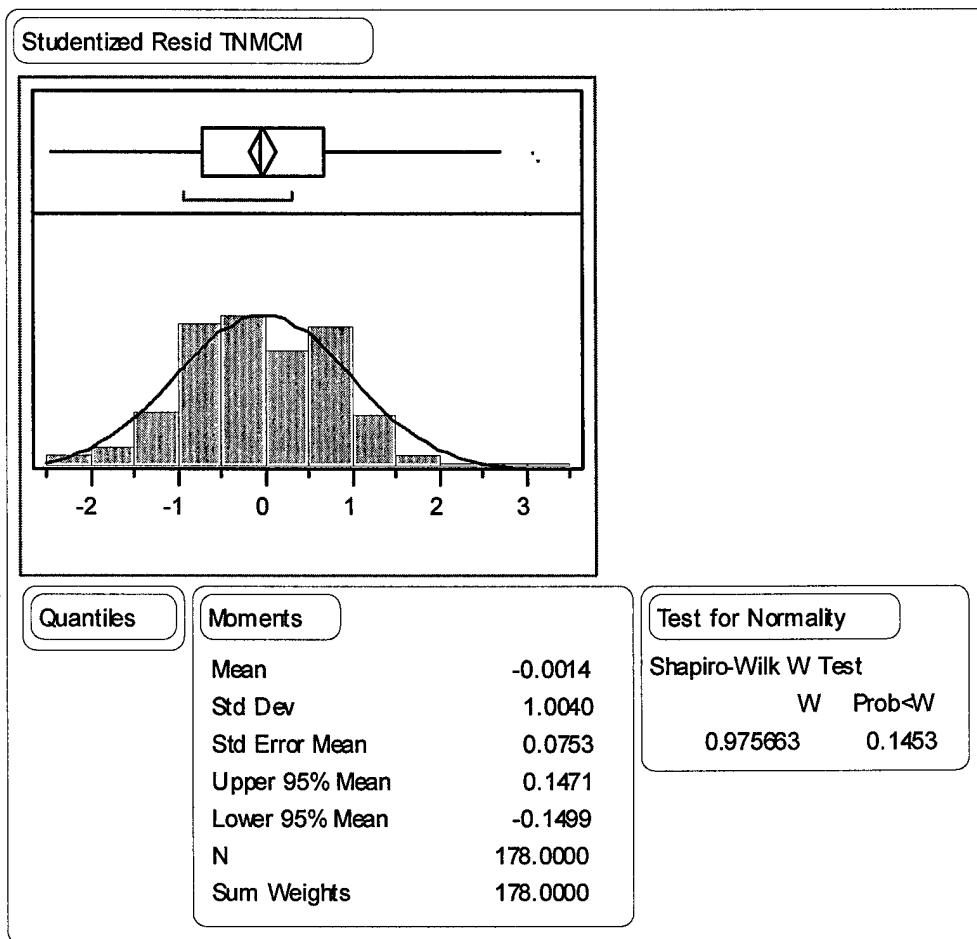 Studentized Resid TNMCM
-2 -1 0 1 2 3
Quantiles
Moments
Mean -0.0014
Std Dev 1.0040
Std Error Mean 0.0753
Upper 95% Mean 0.1471
Lower 95% Mean -0.1499
N 178.0000
Sum Weights 178.0000
Test for Normality
Shapiro-Wilk W Test
W Prob<W
0.975663 0.1453